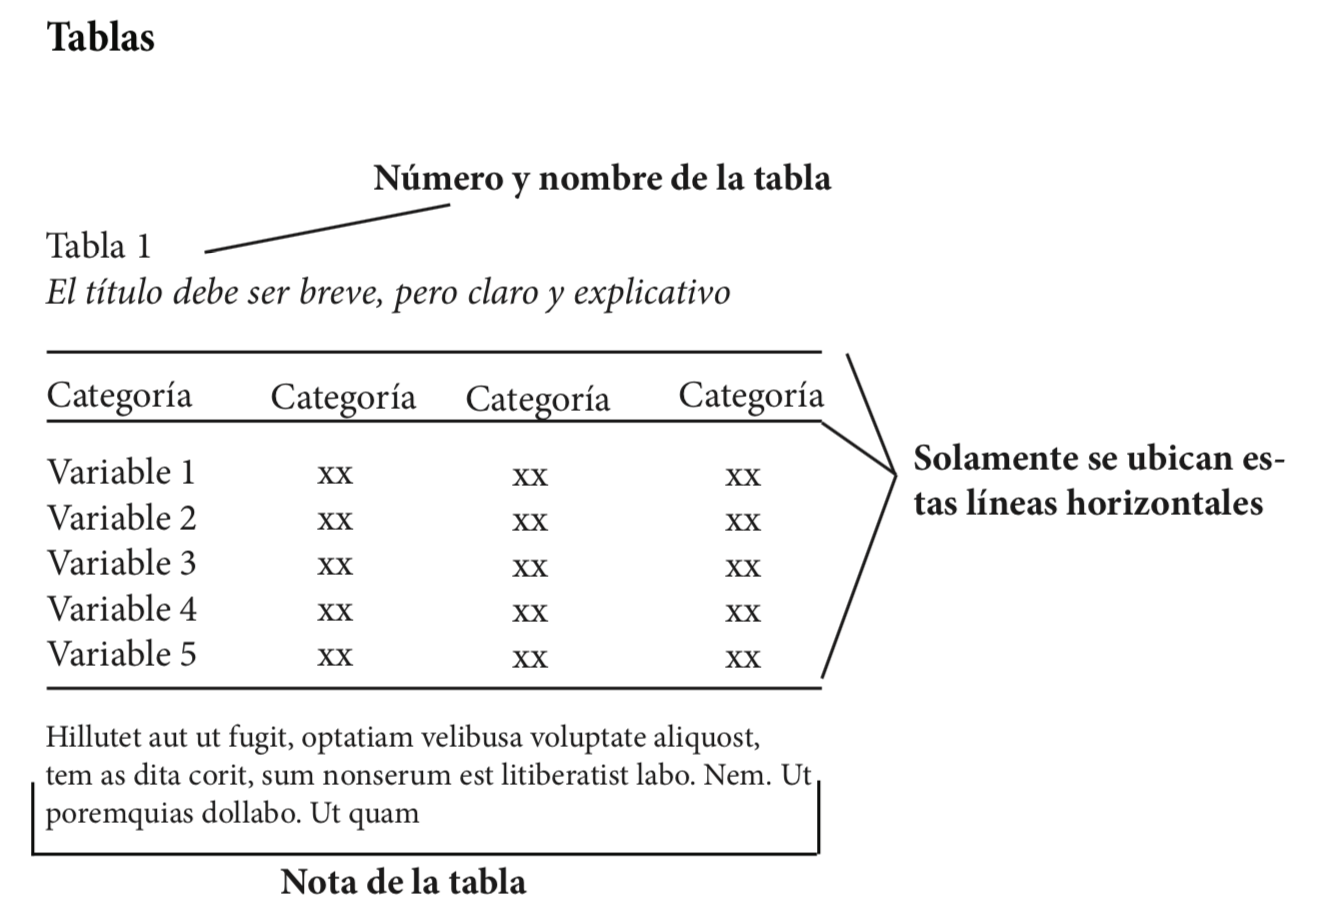 Tablas
Número y nombre de la tabla
Tabla 1
El título debe ser breve, pero claro y explicativo
Categoría Categoría Categoría Categoría
Variable 1 xx xx xx
Variable 2 xx xx xx
Variable 3 xx xx xx
Variable 4 xx xx xx
Variable 5 xx xx xx
Solamente se ubican es-
tas líneas horizontales
Hillutet aut ut fugit, optatiam velibusa voluptate aliquost,
tem as dita corit, sum nonserum est litiberatist labo. Nem. Ut
poremquias dollabo. Ut quam
Nota de la tabla